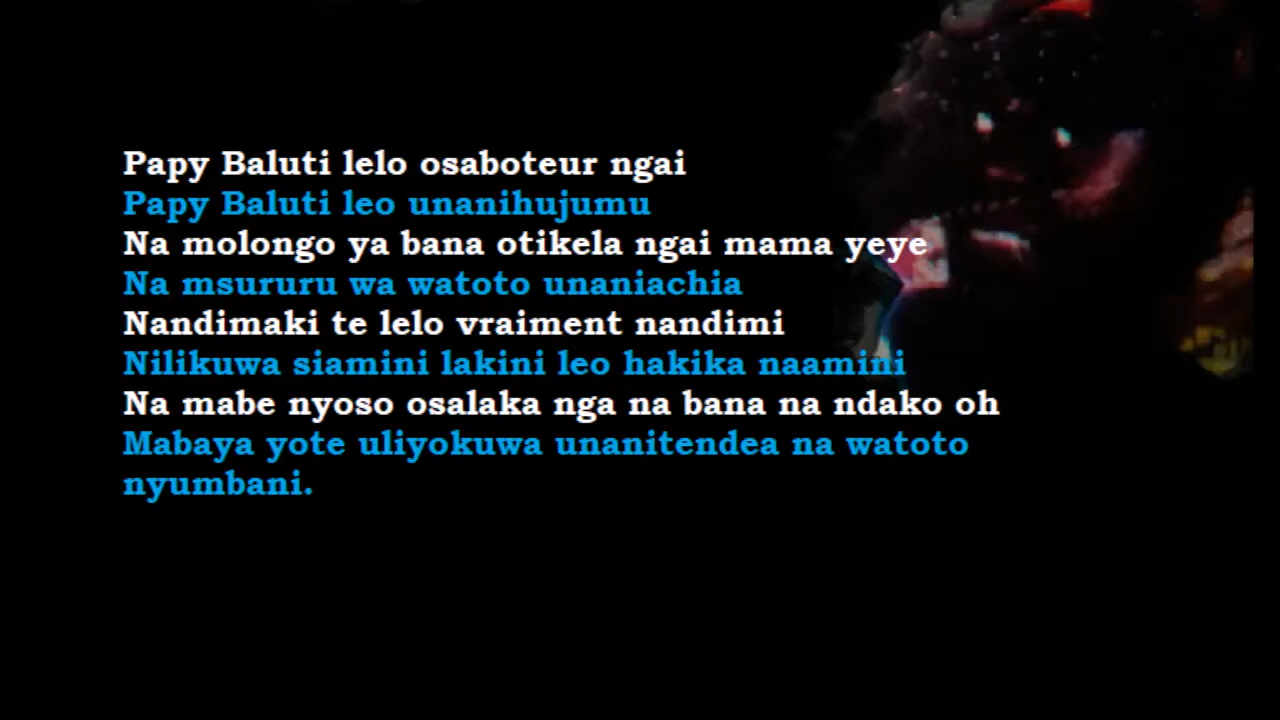 Papy Baluti lelo osaboteur ngai
Papy Baluti leo unanihujumu
Na molongo ya bana otikela ngai mama yeye
Na msururu wa watoto unaniachia
Nandimaki te lelo vraiment nandimi
Nilikuwa siamini lakini leo hakika naamini
Na mabe nyoso osalaka nga na bana na ndako oh
Mabaya yote uliyokuwa unanitendea na watoto
nyumbani.